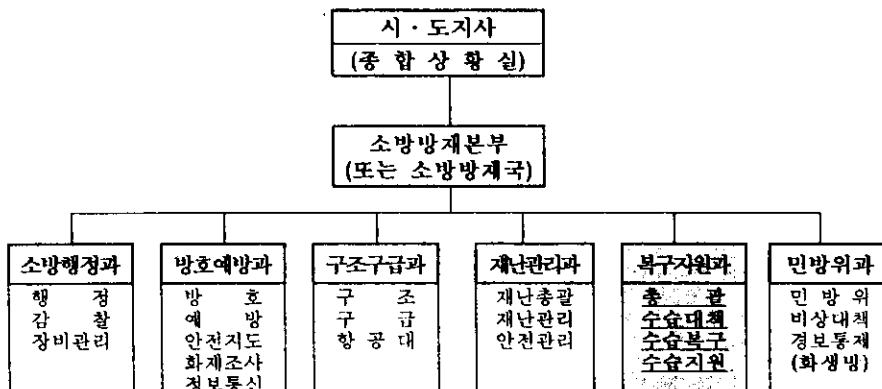 시 · 도지사
(종 합 상 황 실)
소방방재본부
(또는 소방방재국)
소방행정과
행 정
감 찰
장비관리
방호예방과
방 호
예 방
안전지도
화재조사
정보통신
구조구급과
구 조
구 급
항 공 대
재난관리과
재난총괄
재난관리
안전관리
복구지원과
총 괄
수습대책
수습복구
수습지원
민방위과
민 방 위
비상대책
경보통제
(화생방)